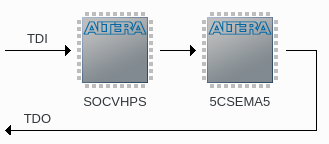 TDI
ALTERA
ALTERA
SOCVHPS
5CSEMA5
TDO